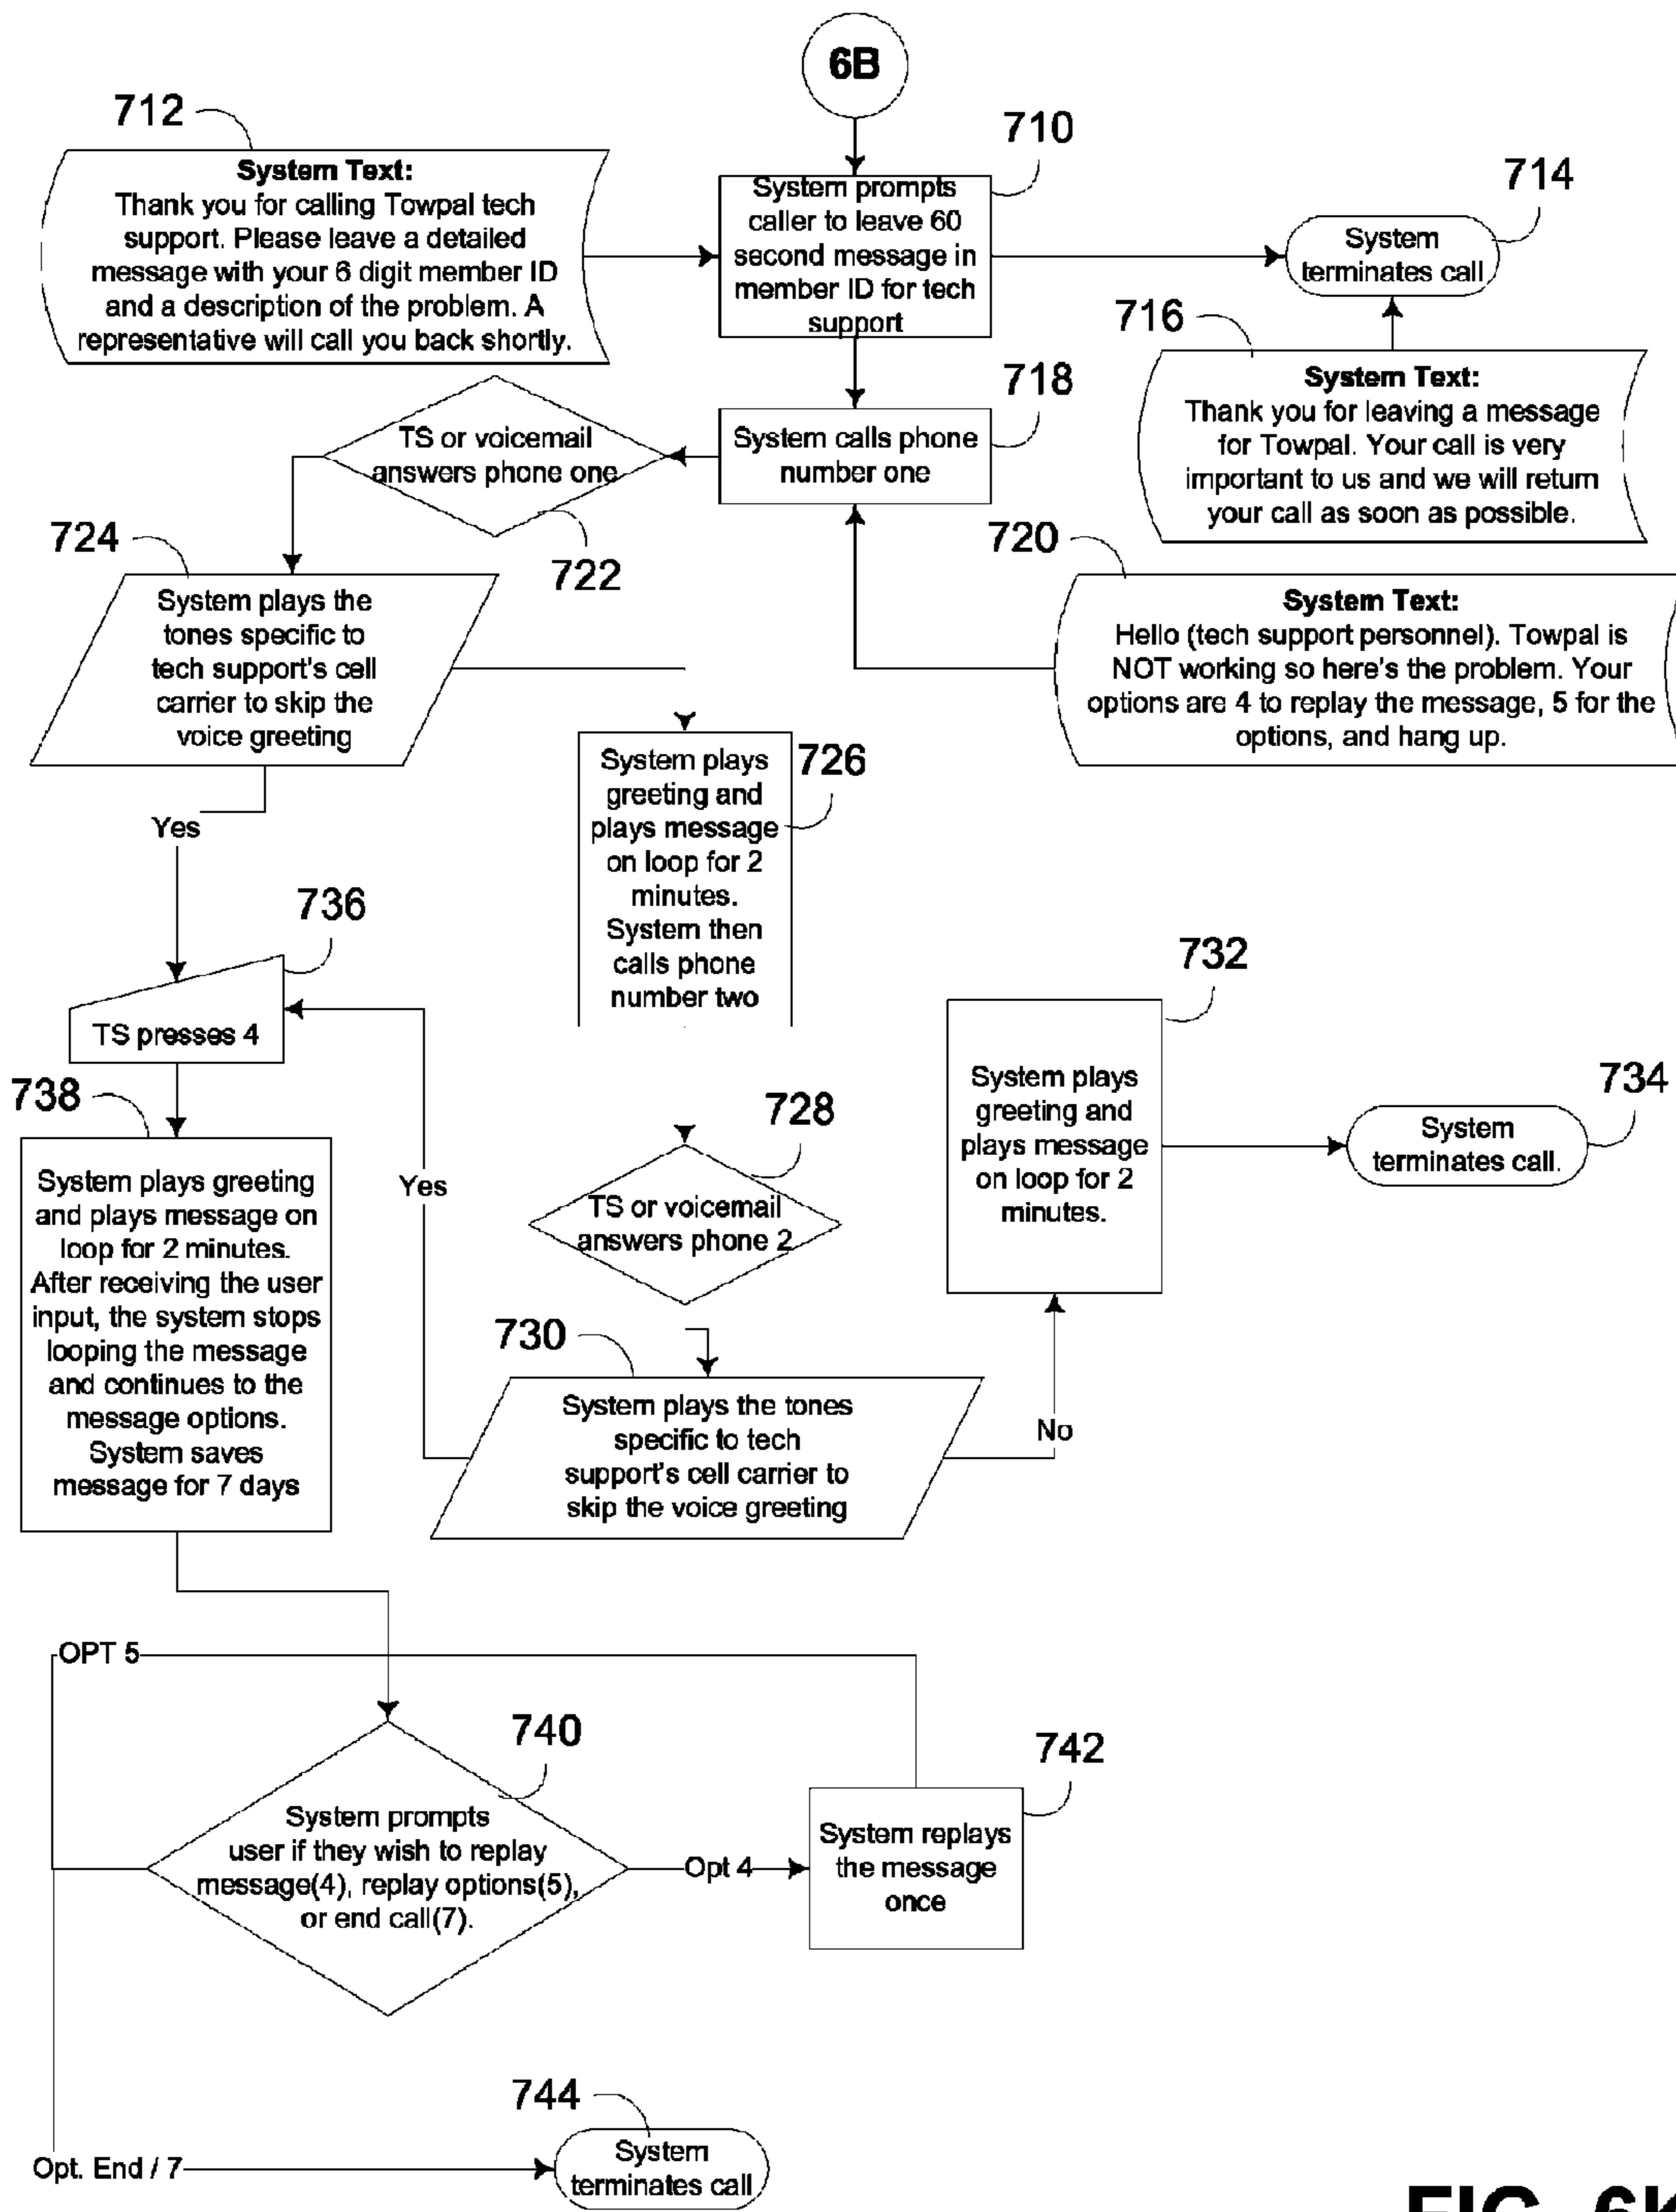 6B
712
710
System Text:
Thank you for calling Towpal tech
support. Please leave a detailed
message with your 6 digit member ID
and a description of the problem. A
representative will call you back shortly.
System prompts
caller to leave 60
second message in
member ID for tech
support
714
System
terminates call
716
System Text:
Thank you for leaving a message
for Towpal. Your call is very
important to us and we will return
your call as soon as possible.
718
System calls phone
number one
TS or voicemail
answers phone one
722
720
System Text:
Hello (tech support personnel). Towpal is
NOT working so here's the problem. Your
options are 4 to replay the message, 5 for the
options, and hang up.
724
System plays the
tones specific to
tech support's cell
carrier to skip the
voice greeting
Yes
726
System plays
greeting and
plays message
on loop for 2
minutes.
System then
calls phone
number two
736
TS presses 4
732
System plays
greeting and
plays message
on loop for 2
minutes.
734
System
terminates call.
738
System plays greeting
and plays message on
loop for 2 minutes.
After receiving the user
input, the system stops
looping the message
and continues to the
message options.
System saves
message for 7 days
Yes
728
TS or voicemail
answers phone 2
730
System plays the tones
specific to tech
support's cell carrier to
skip the voice greeting
No
OPT 5
740
System prompts
user if they wish to replay
message(4), replay options(5),
or end call(7).
Opt 4
742
System replays
the message
once
744
Opt. End / 7
System
terminates call